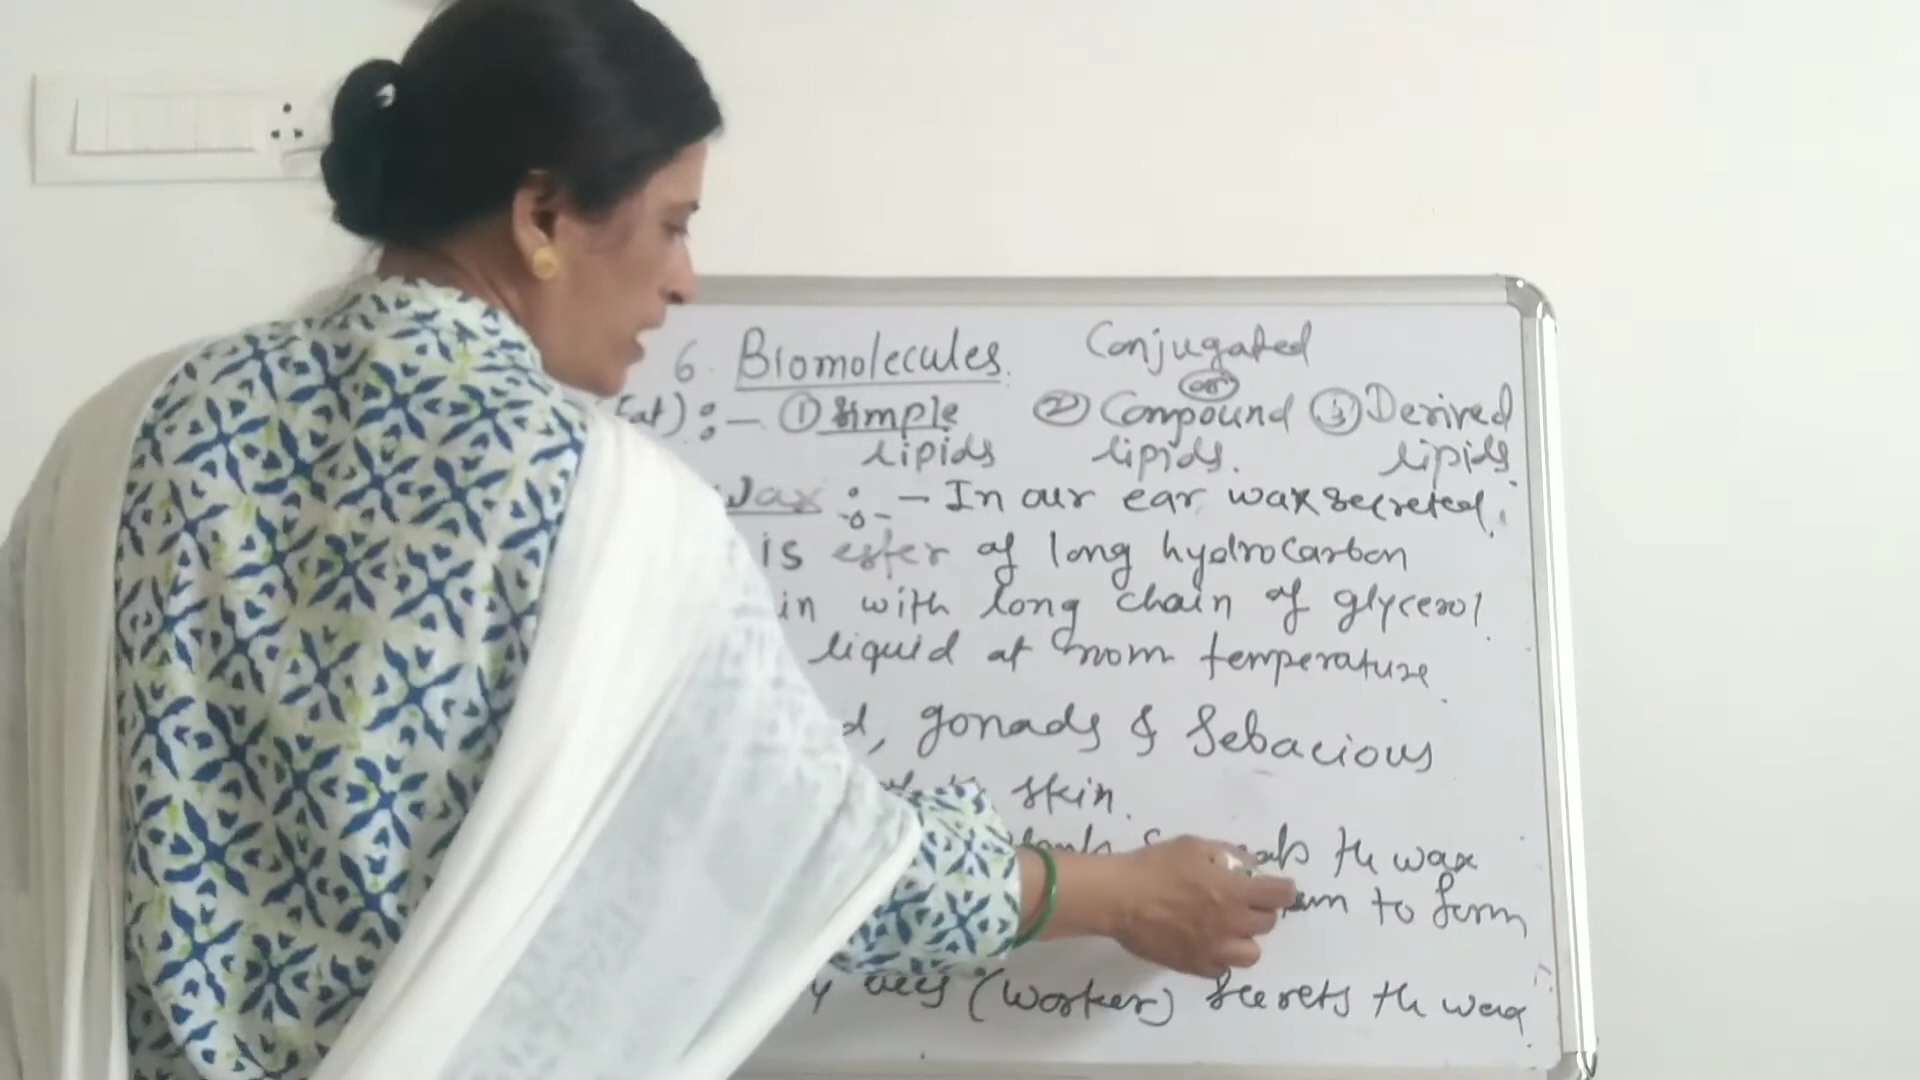 6. Biomolecules. Conjugated
(or)
Fat) :- ① Simple ② Compound ③ Derived
lipids lipids. lipids
Wax :- In our ear wax secreted.
is ester of long hydrocarbon
in with long chain of glycerol.
liquid at room temperature.
d, gonads & Sebacious
skin.
the wax
to form
(Worker) secrets the wax